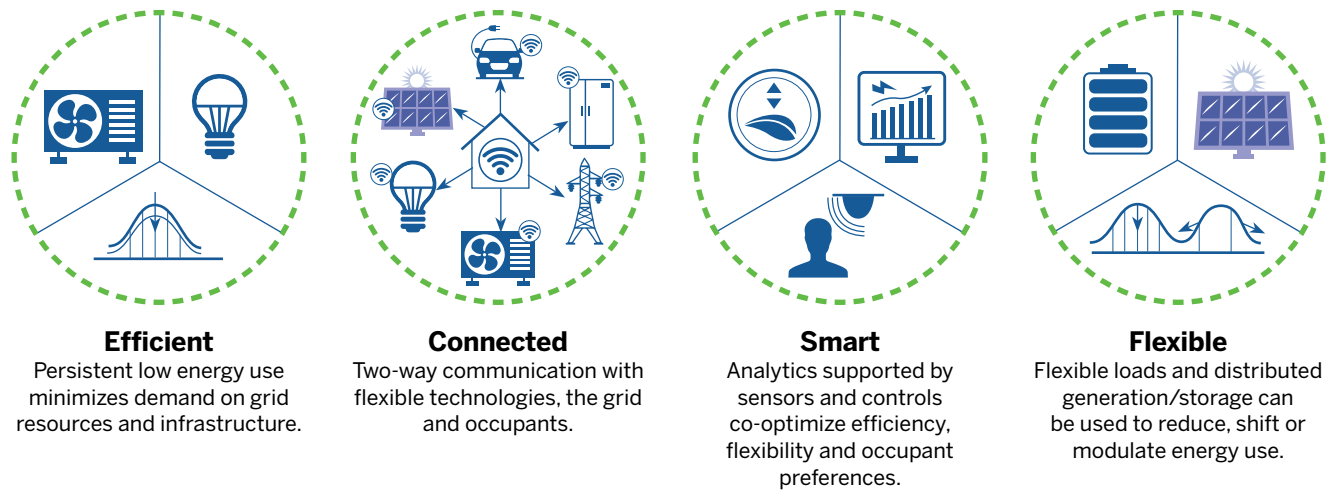 Efficient
Persistent low energy use
minimizes demand on grid
resources and infrastructure.
Connected
Two-way communication with
flexible technologies, the grid
and occupants.
Smart
Analytics supported by
sensors and controls
co-optimize efficiency,
flexibility and occupant
preferences.
Flexible
Flexible loads and distributed
generation/storage can
be used to reduce, shift or
modulate energy use.